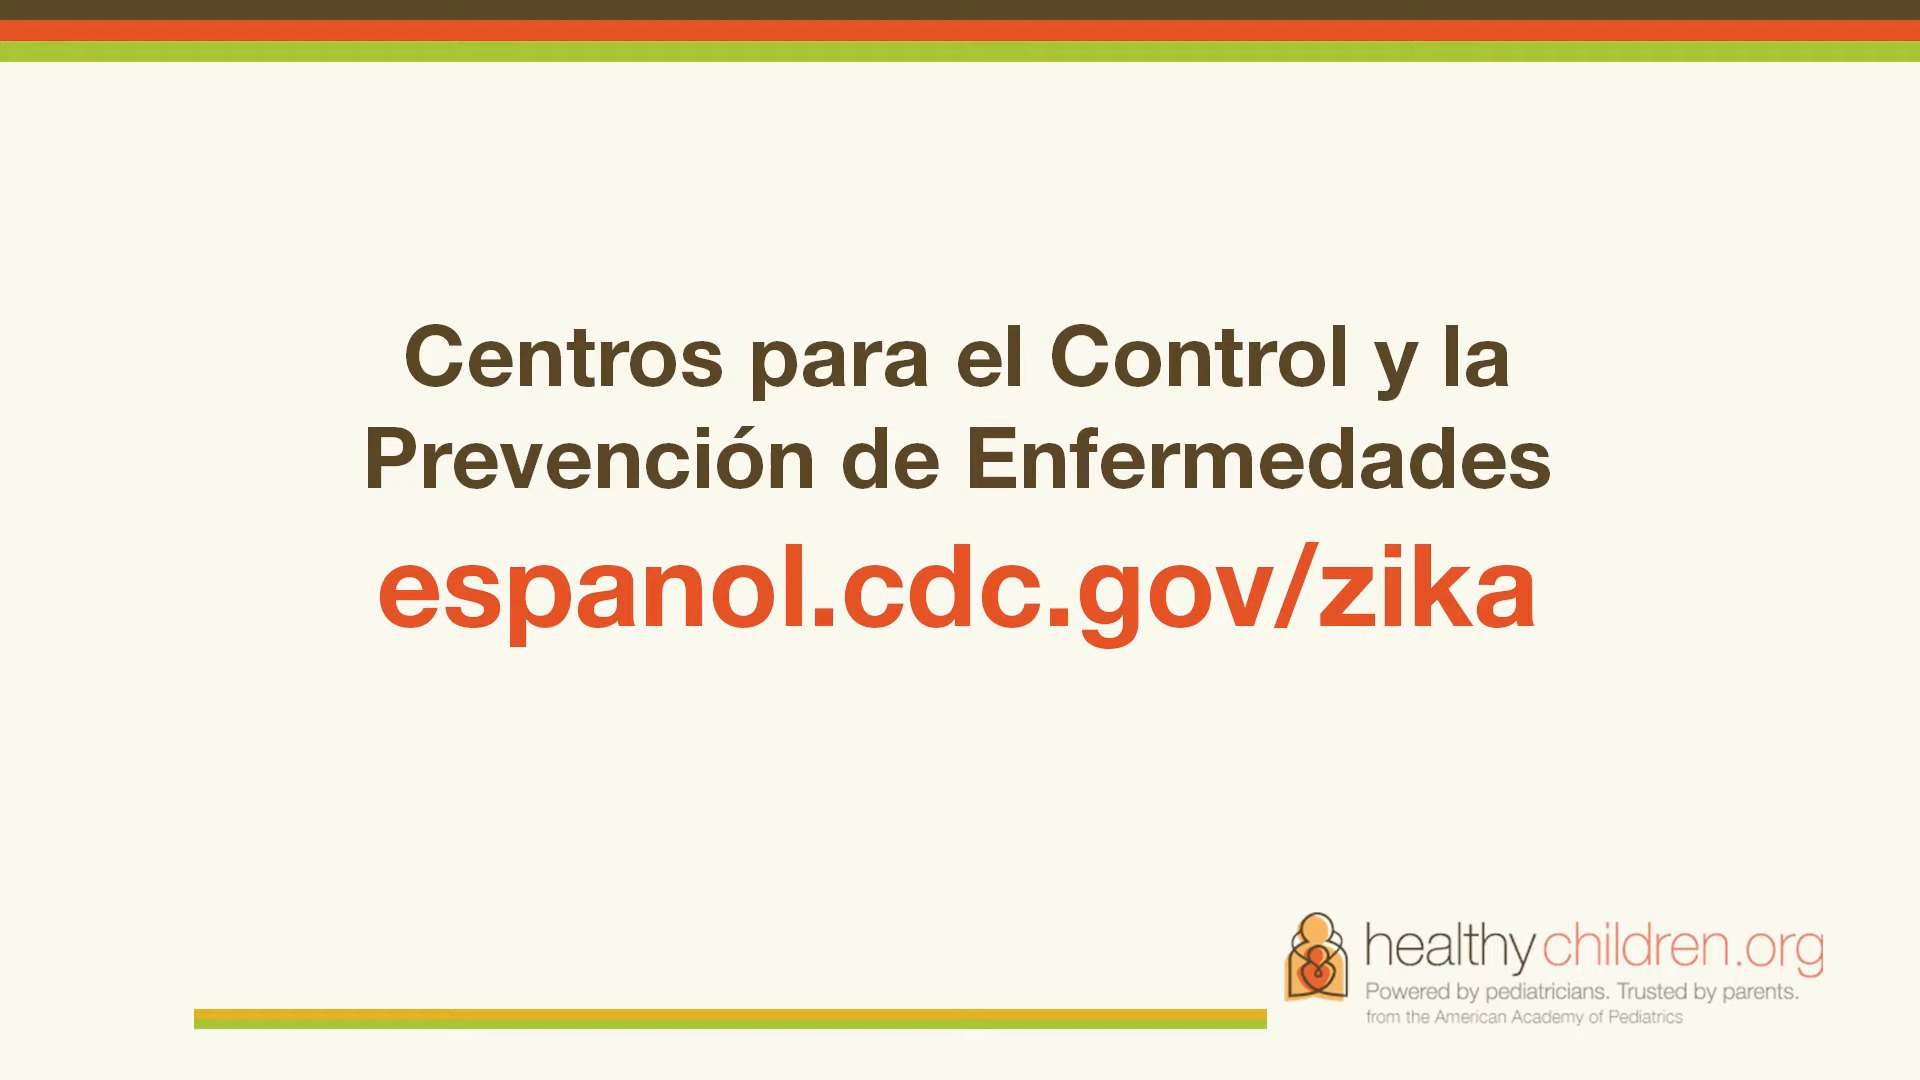 Centros para el Control y la
Prevención de Enfermedades
espanol.cdc.gov/zika
healthychildren.org
Powered by pediatricians. Trusted by parents.
from the American Academy of Pediatrics